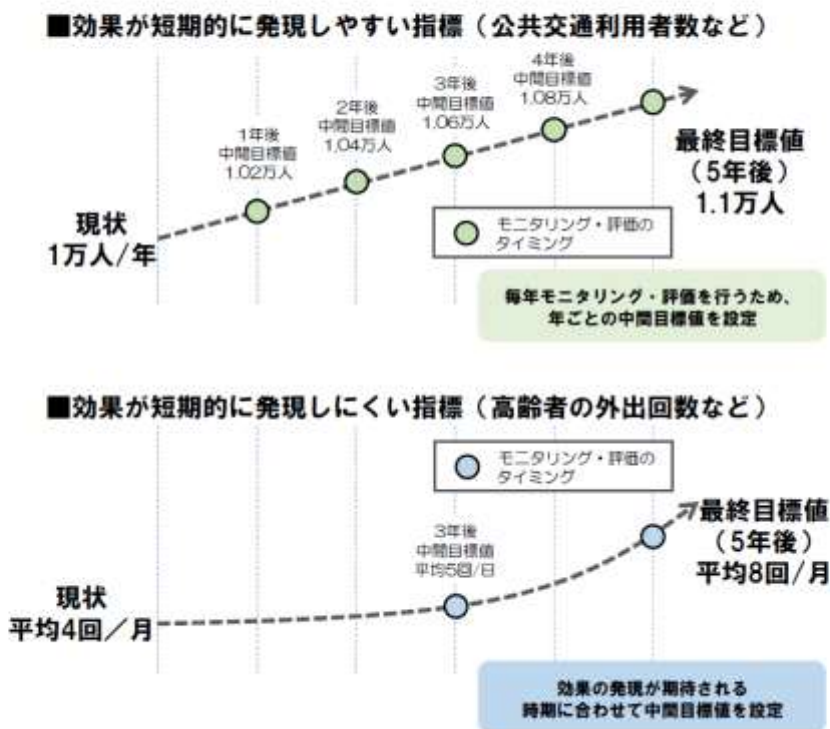 ■効果が短期的に発現しやすい指標（公共交通利用者数など）
1年後
中間目標値
1.02万人
2年後
中間目標値
1.04万人
3年後
中間目標値
1.06万人
4年後
中間目標値
1.08万人
最終目標値
（5年後）
1.1万人
現状
1万人/年
モニタリング・評価の
タイミング
毎年モニタリング・評価を行うため、
年ごとの中間目標値を設定
■効果が短期的に発現しにくい指標（高齢者の外出回数など）
モニタリング・評価の
タイミング
3年後
中間目標値
平均5回/日
最終目標値
（5年後）
平均8回/月
現状
平均4回／月
効果の発現が期待される
時期に合わせて中間目標値を設定